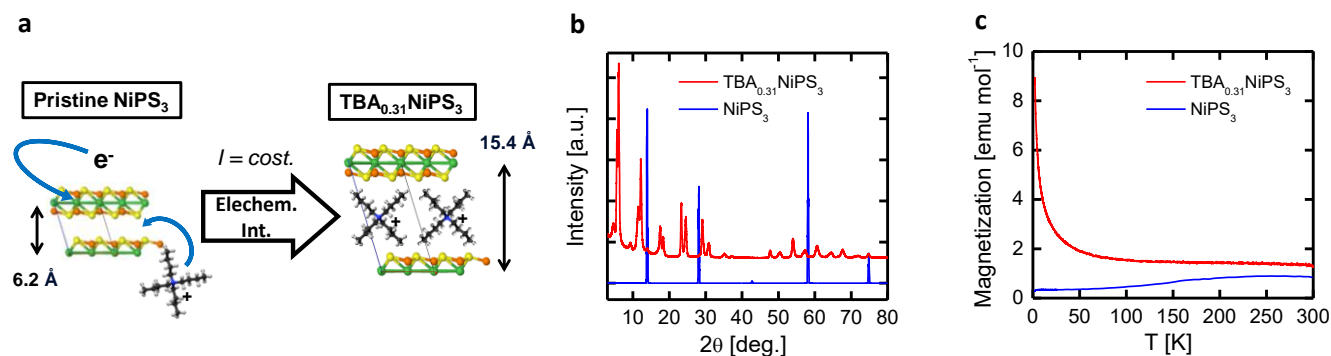 a
Pristine NiPS₃
e⁻
6.2 Å
+
I = cost.
Elechem.
Int.
TBA₀.₃₁NiPS₃
15.4 Å
+
+
b
Intensity [a.u.]
TBA₀.₃₁NiPS₃
NiPS₃
10 20 30 40 50 60 70 80
2θ [deg.]
c
Magnetization [emu mol⁻¹]
10
8
6
4
2
0
TBA₀.₃₁NiPS₃
NiPS₃
0 50 100 150 200 250 300
T [K]